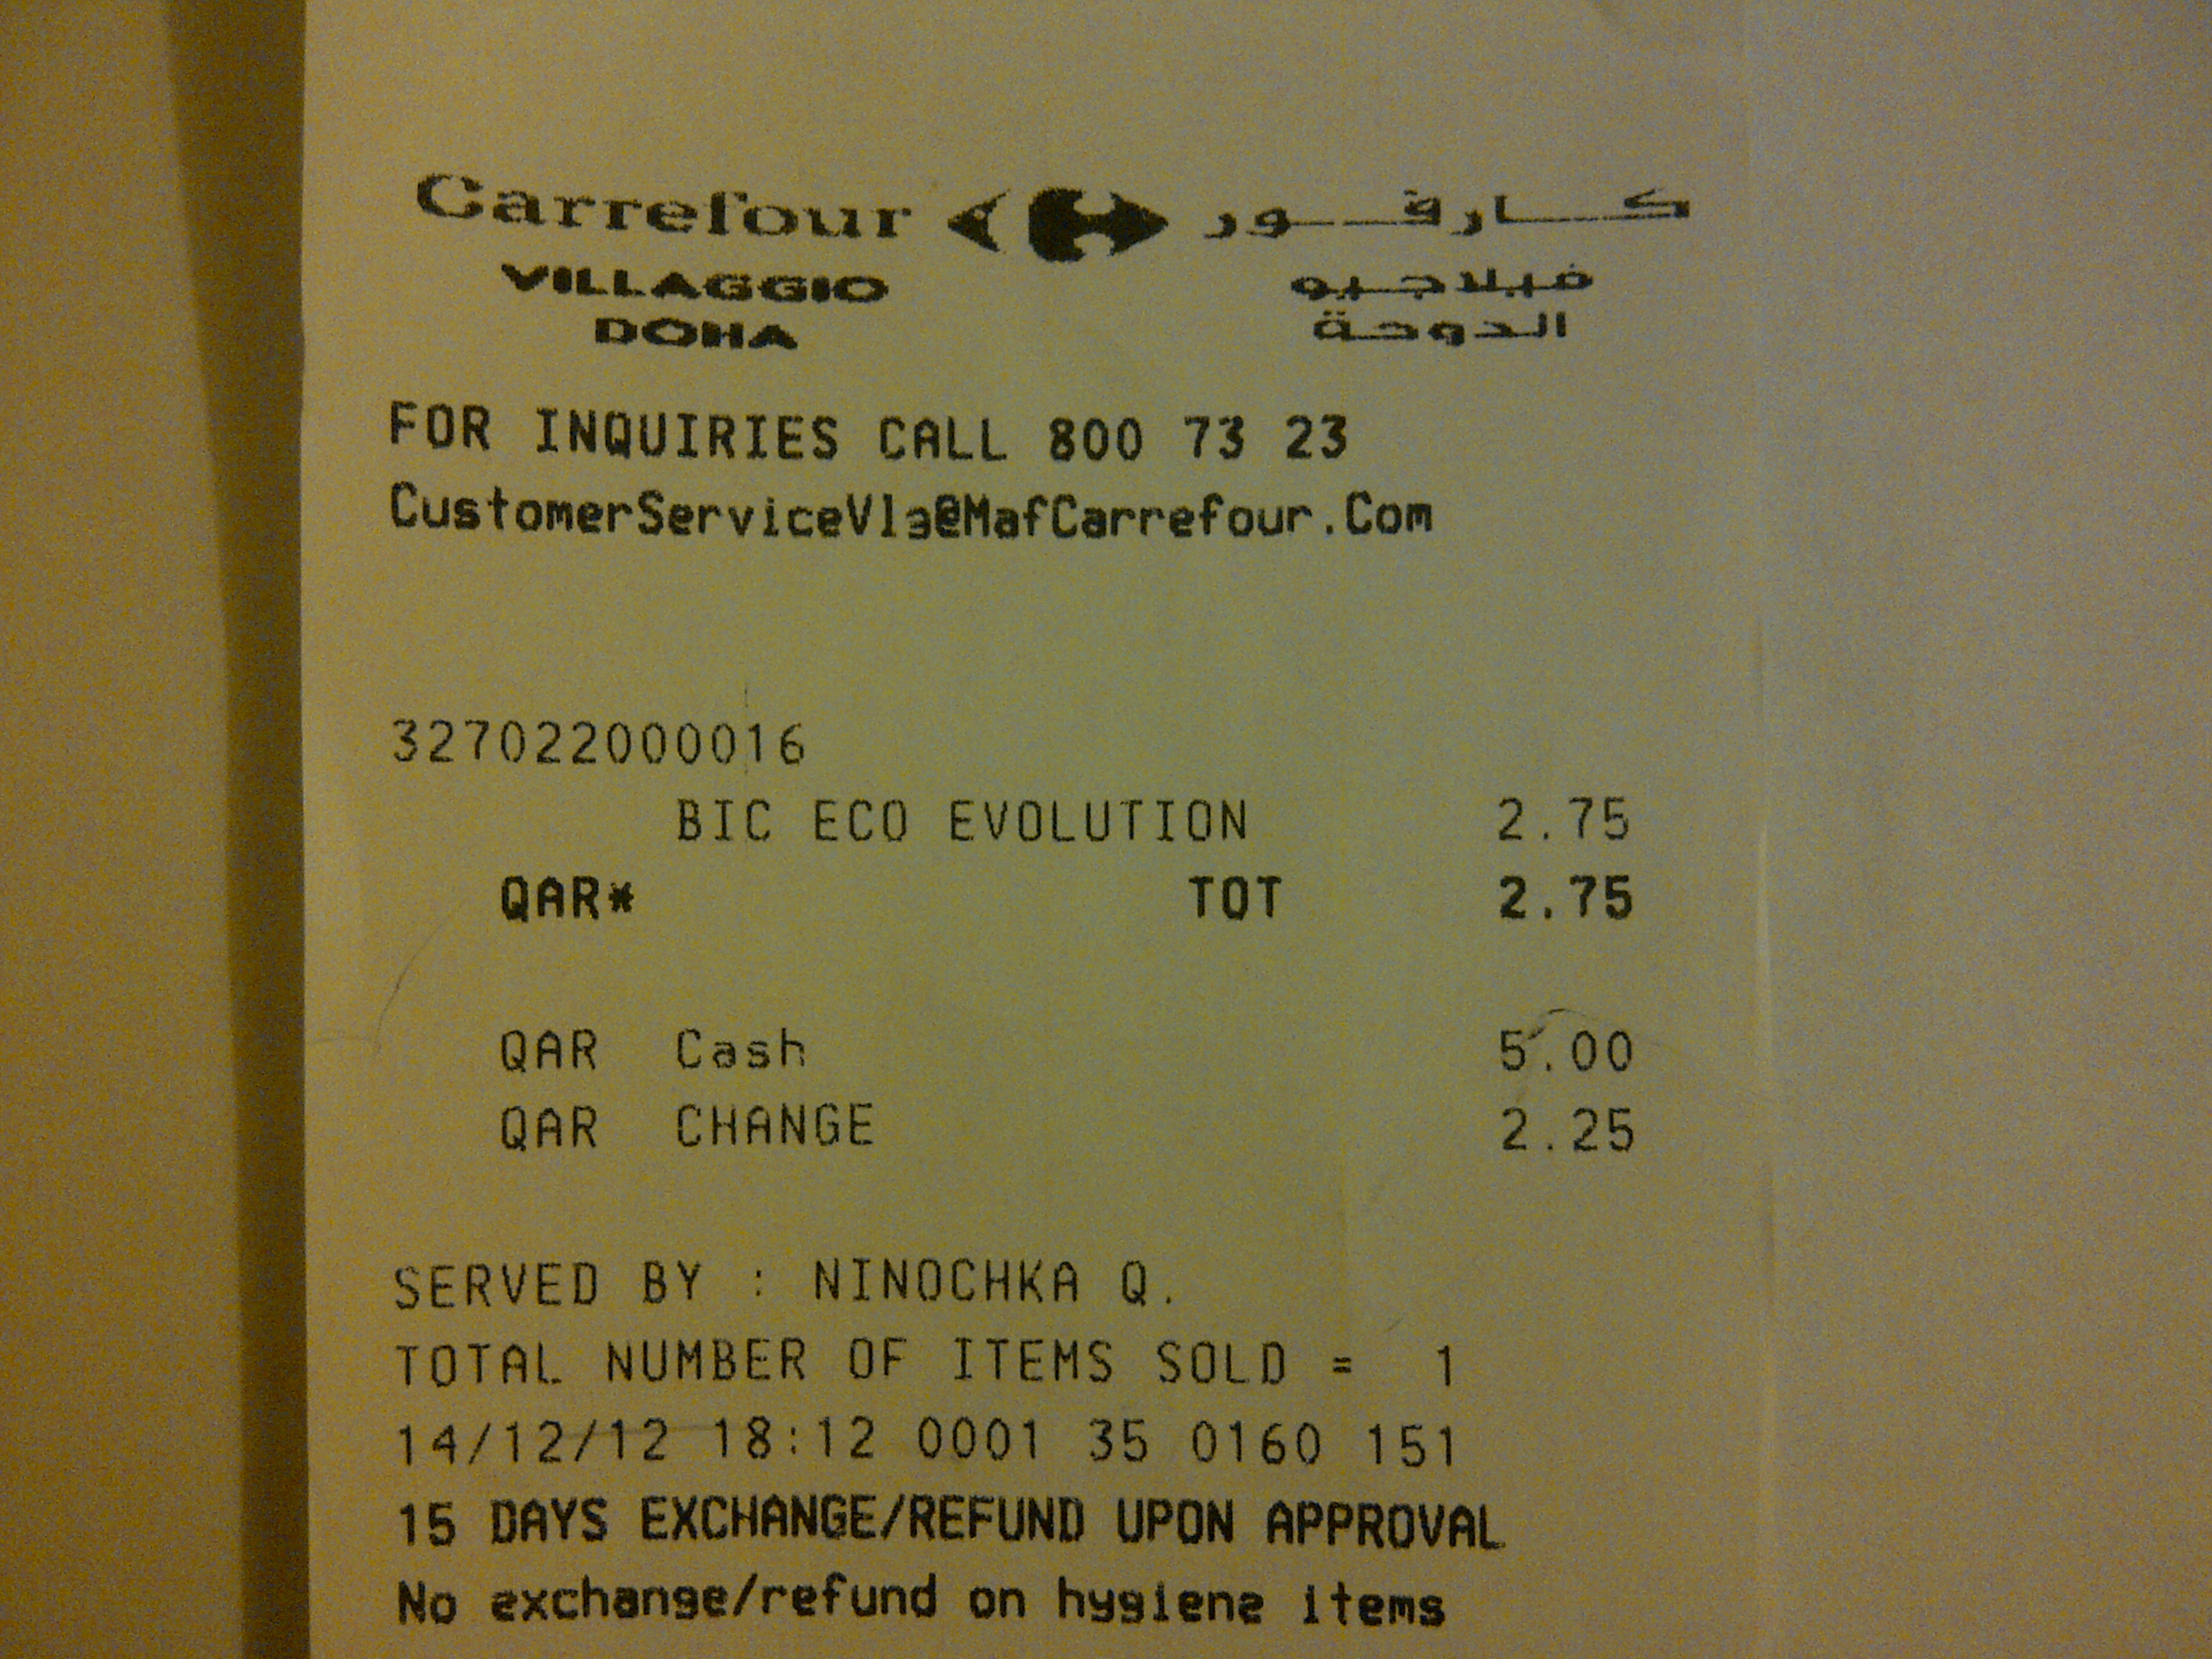 Carrefour كارفور
VILLAGGIO فيلاجيو
DOHA الدوحة
FOR INQUIRIES CALL 800 73 23
CustomerServiceVla@MafCarrefour.Com
327022000016
BIC ECO EVOLUTION 2.75
QAR* TOT 2.75
QAR Cash 5.00
QAR CHANGE 2.25
SERVED BY : NINOCHKA Q.
TOTAL NUMBER OF ITEMS SOLD = 1
14/12/12 18:12 0001 35 0160 151
15 DAYS EXCHANGE/REFUND UPON APPROVAL
No exchange/refund on hygiene items